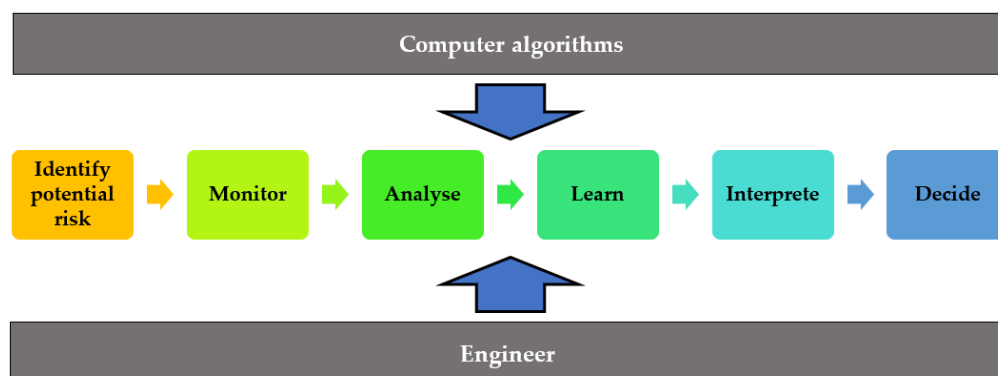 Computer algorithms
Identify
potential
risk
Monitor
Analyse
Learn
Interprete
Decide
Engineer